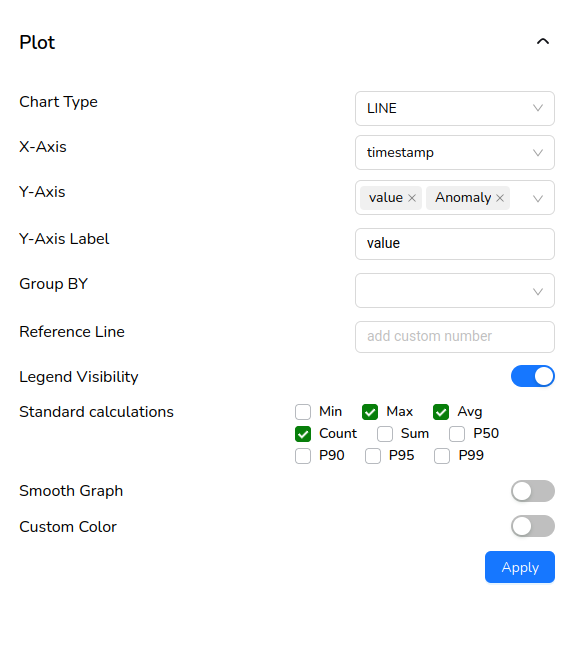 Plot
Chart Type LINE
X-Axis timestamp
Y-Axis value Anomaly
Y-Axis Label value
Group BY
Reference Line add custom number
Legend Visibility
Standard calculations Min Max Avg
Count Sum P50
P90 P95 P99
Smooth Graph
Custom Color
Apply